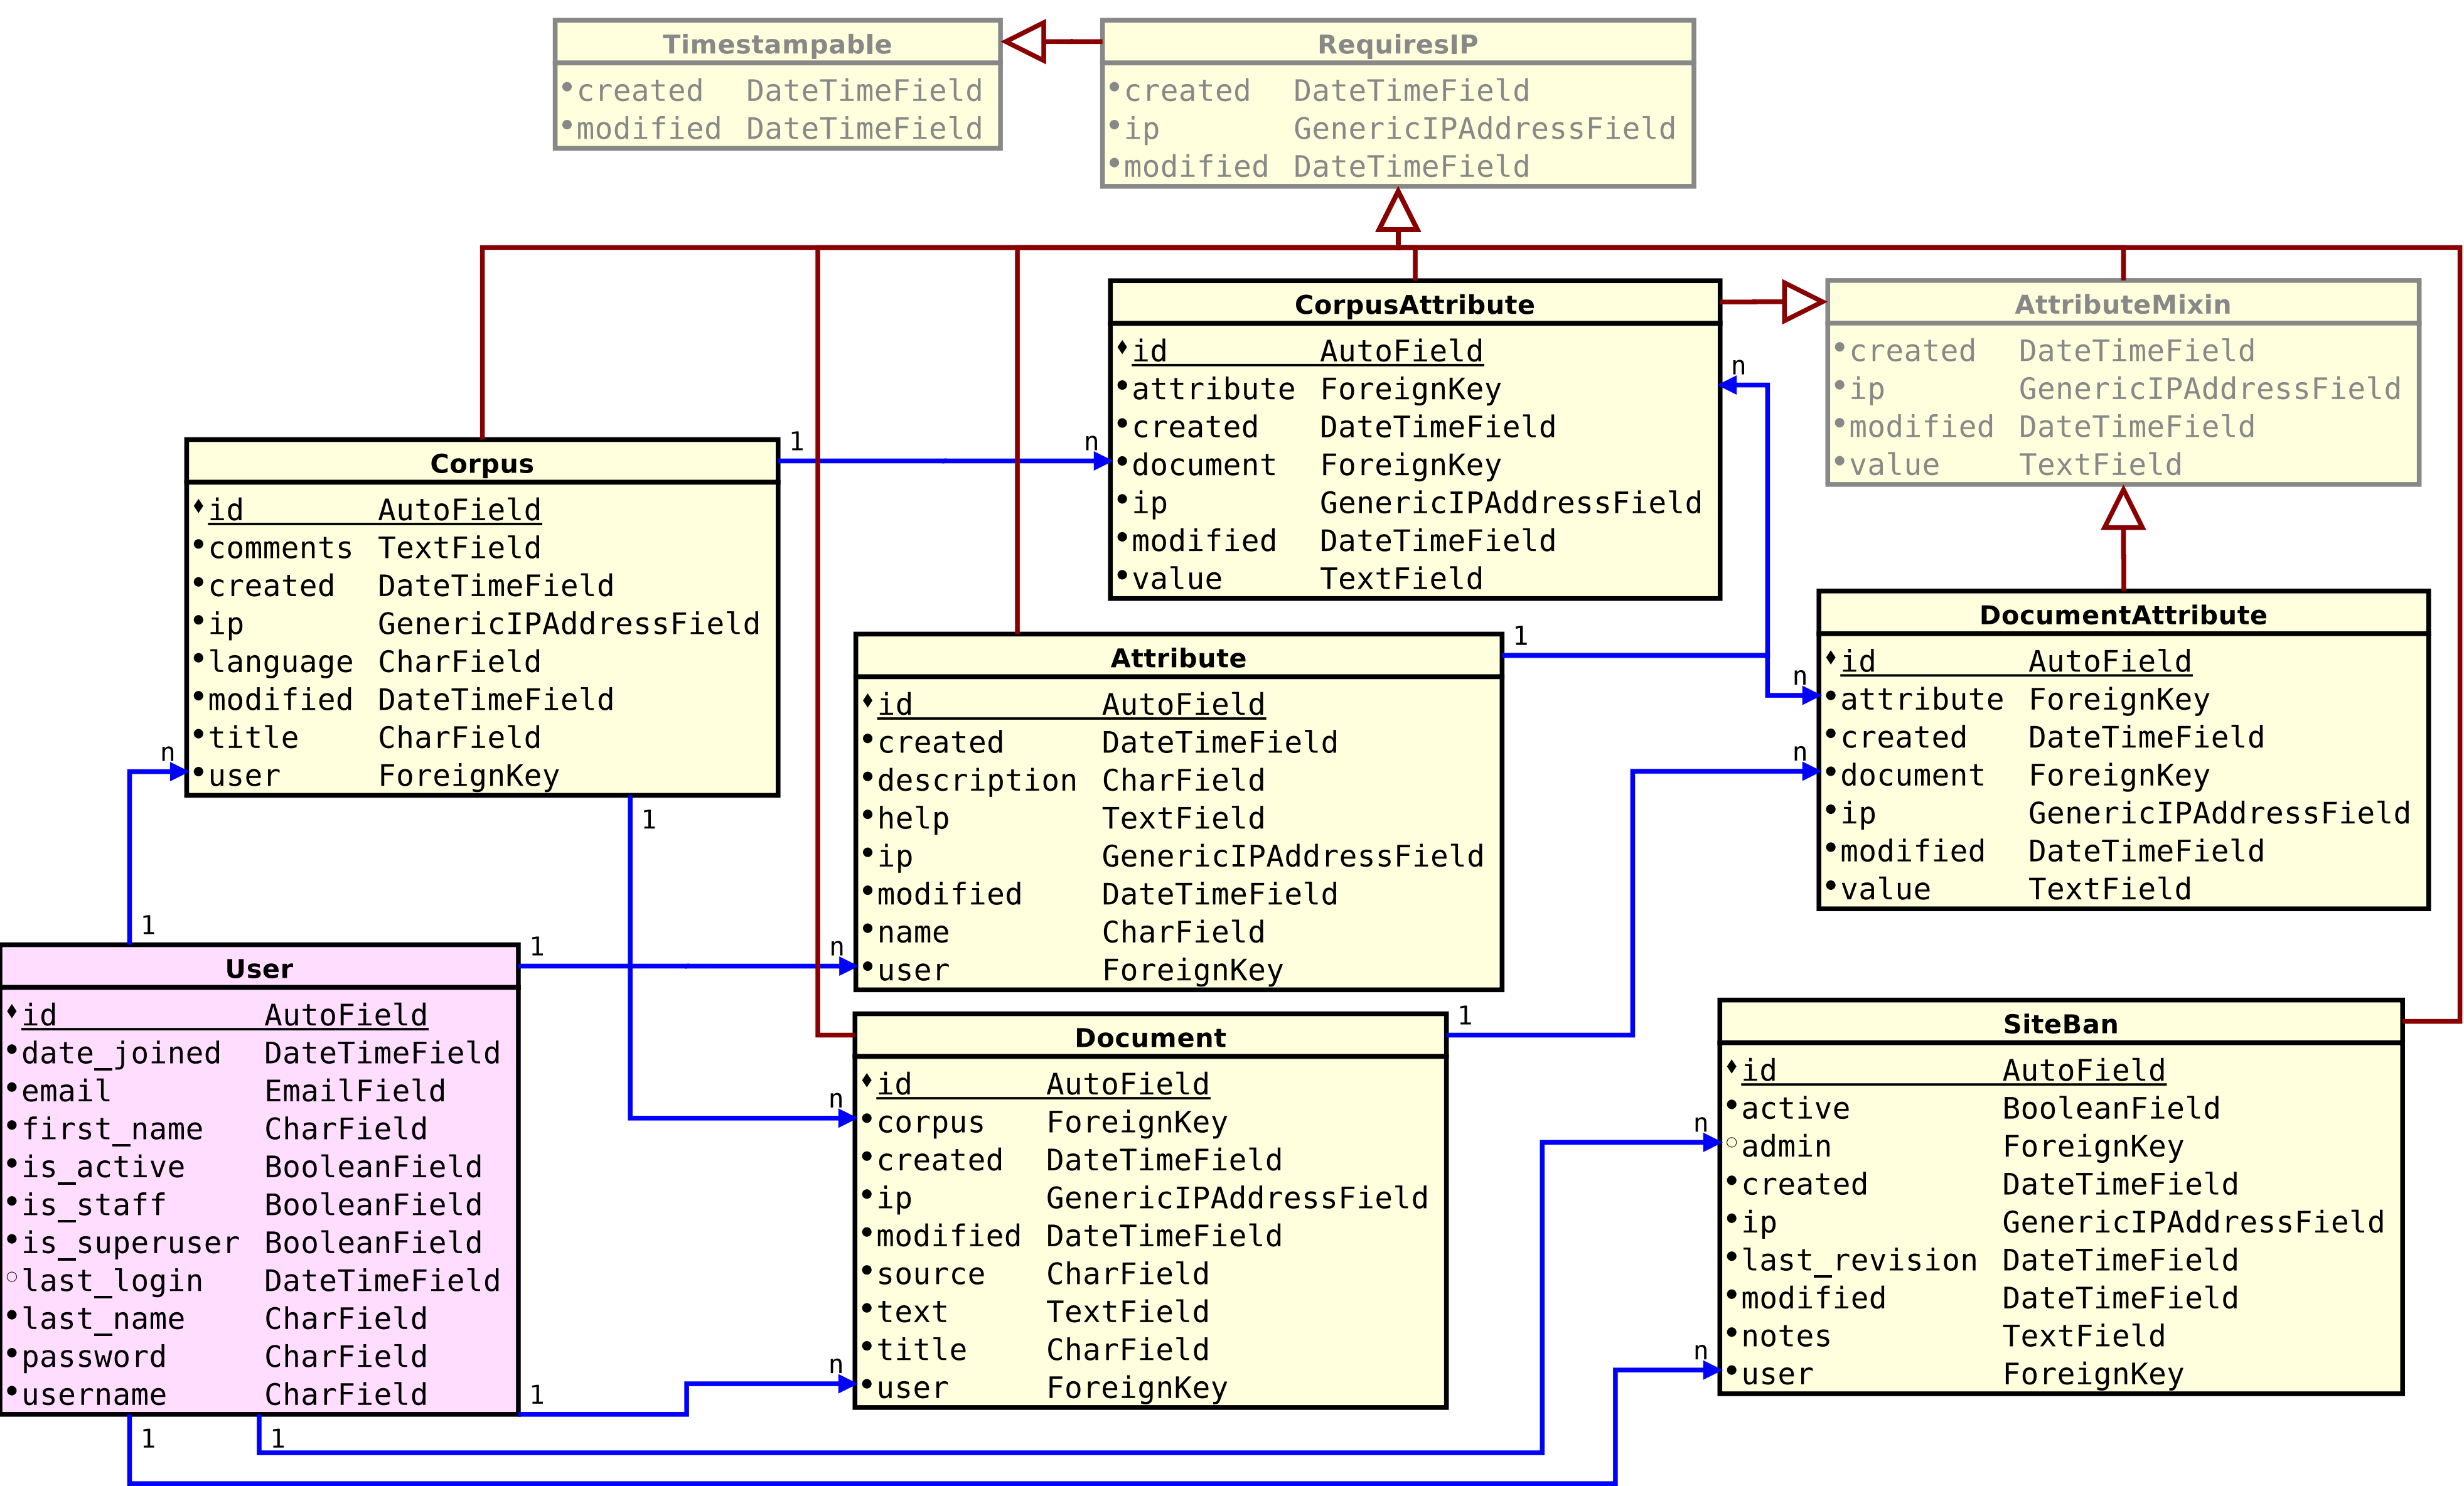 Timestampable
created DateTimeField
modified DateTimeField
RequiresIP
created DateTimeField
ip GenericIPAddressField
modified DateTimeField
CorpusAttribute
id AutoField
attribute ForeignKey
created DateTimeField
document ForeignKey
ip GenericIPAddressField
modified DateTimeField
value TextField
AttributeMixin
created DateTimeField
ip GenericIPAddressField
modified DateTimeField
value TextField
n
1
n
Corpus
id AutoField
comments TextField
created DateTimeField
ip GenericIPAddressField
language CharField
modified DateTimeField
title CharField
user ForeignKey
n
1
1
Attribute
id AutoField
created DateTimeField
description CharField
help TextField
ip GenericIPAddressField
modified DateTimeField
name CharField
user ForeignKey
1
n
n
n
DocumentAttribute
id AutoField
attribute ForeignKey
created DateTimeField
document ForeignKey
ip GenericIPAddressField
modified DateTimeField
value TextField
User
id AutoField
date_joined DateTimeField
email EmailField
first_name CharField
is_active BooleanField
is_staff BooleanField
is_superuser BooleanField
last_login DateTimeField
last_name CharField
password CharField
username CharField
1
1
1
1
Document
id AutoField
corpus ForeignKey
created DateTimeField
ip GenericIPAddressField
modified DateTimeField
source CharField
text TextField
title CharField
user ForeignKey
1
n
n
SiteBan
id AutoField
active BooleanField
admin ForeignKey
created DateTimeField
ip GenericIPAddressField
last_revision DateTimeField
modified DateTimeField
notes TextField
user ForeignKey
n
n